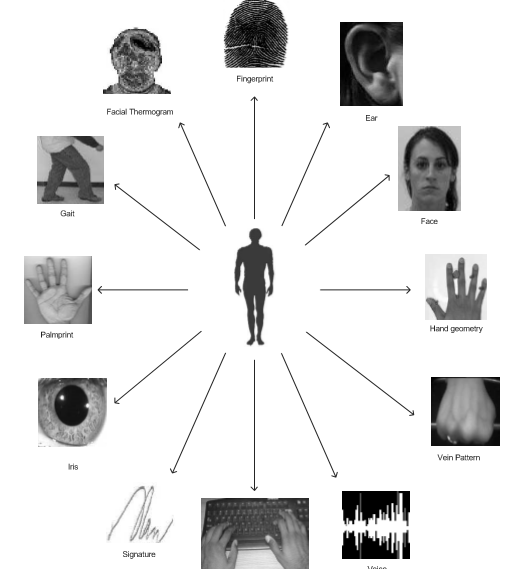 Fingerprint
Facial Thermogram
Ear
Gait
Face
Palmprint
Hand geometry
Iris
Vein Pattern
Signature
Voice